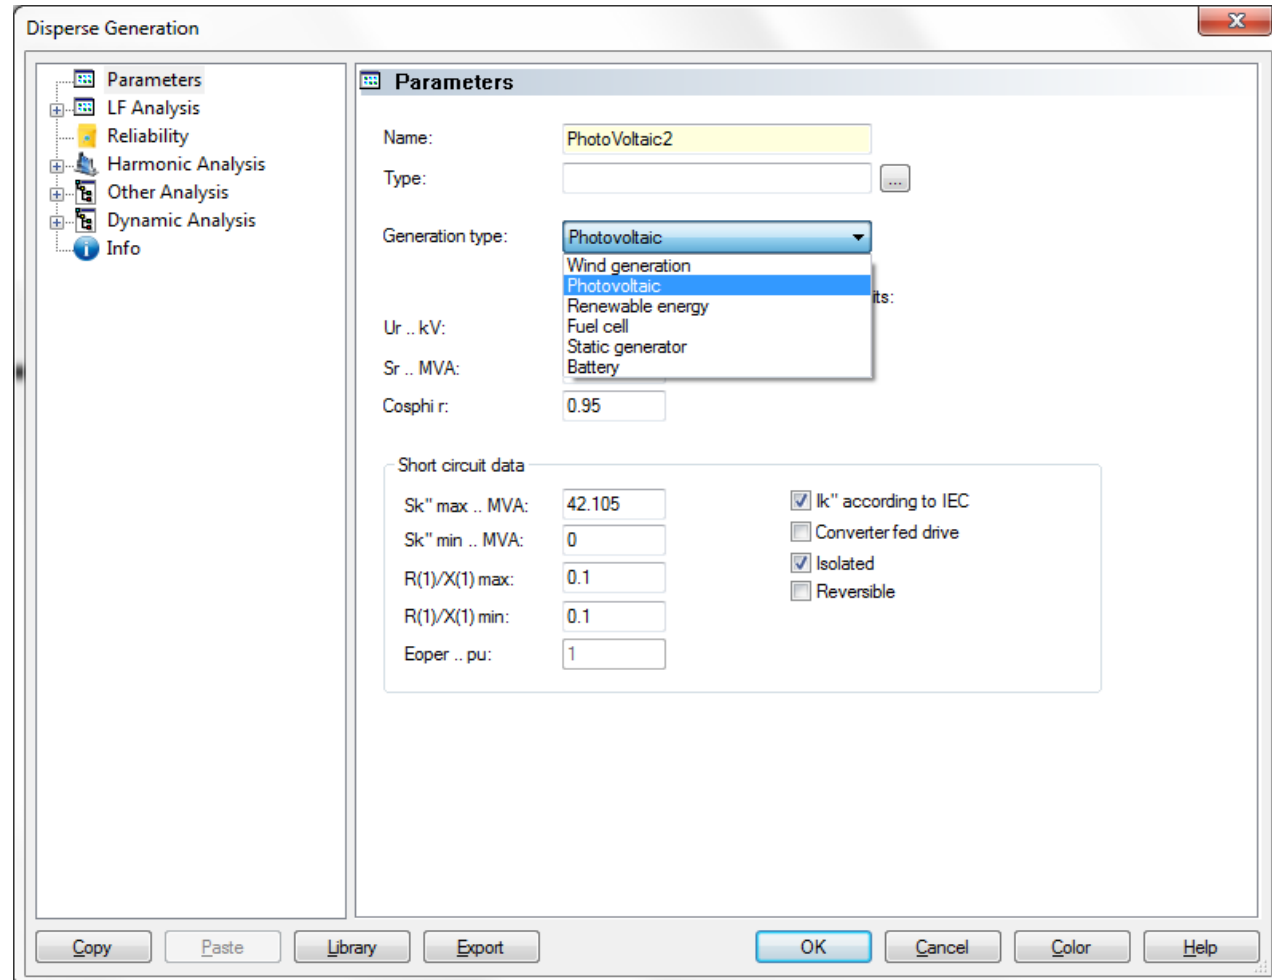 Disperse Generation
Parameters
LF Analysis
Reliability
Harmonic Analysis
Other Analysis
Dynamic Analysis
Info
Parameters
Name: PhotoVoltaic2
Type: ...
Generation type: Photovoltaic
Wind generation
Photovoltaic
Renewable energy
Fuel cell
Static generator
Battery
its:
Ur .. kV:
Sr .. MVA:
Cosphi r: 0.95
Short circuit data
Sk'' max .. MVA: 42.105
Sk'' min .. MVA: 0
R(1)/X(1) max: 0.1
R(1)/X(1) min: 0.1
Eoper .. pu: 1
Ik'' according to IEC
Converter fed drive
Isolated
Reversible
Copy Paste Library Export OK Cancel Color Help